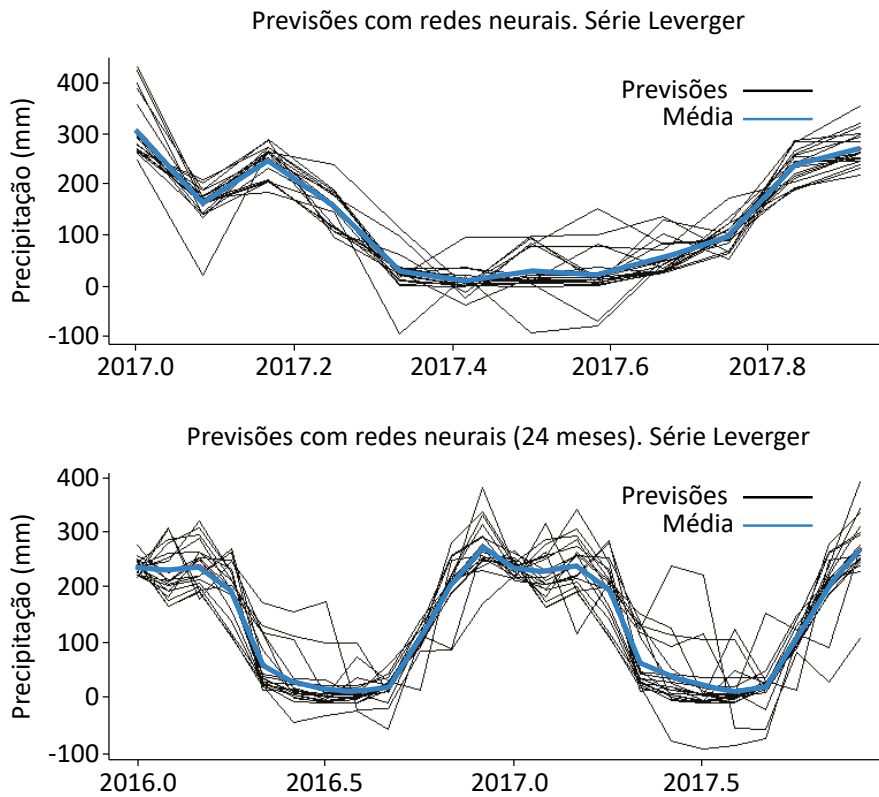 Previsões com redes neurais. Série Leverger
Precipitação (mm)
400
300
200
100
0
-100
Previsões
Média
2017.0 2017.2 2017.4 2017.6 2017.8
Previsões com redes neurais (24 meses). Série Leverger
Precipitação (mm)
400
300
200
100
0
-100
Previsões
Média
2016.0 2016.5 2017.0 2017.5